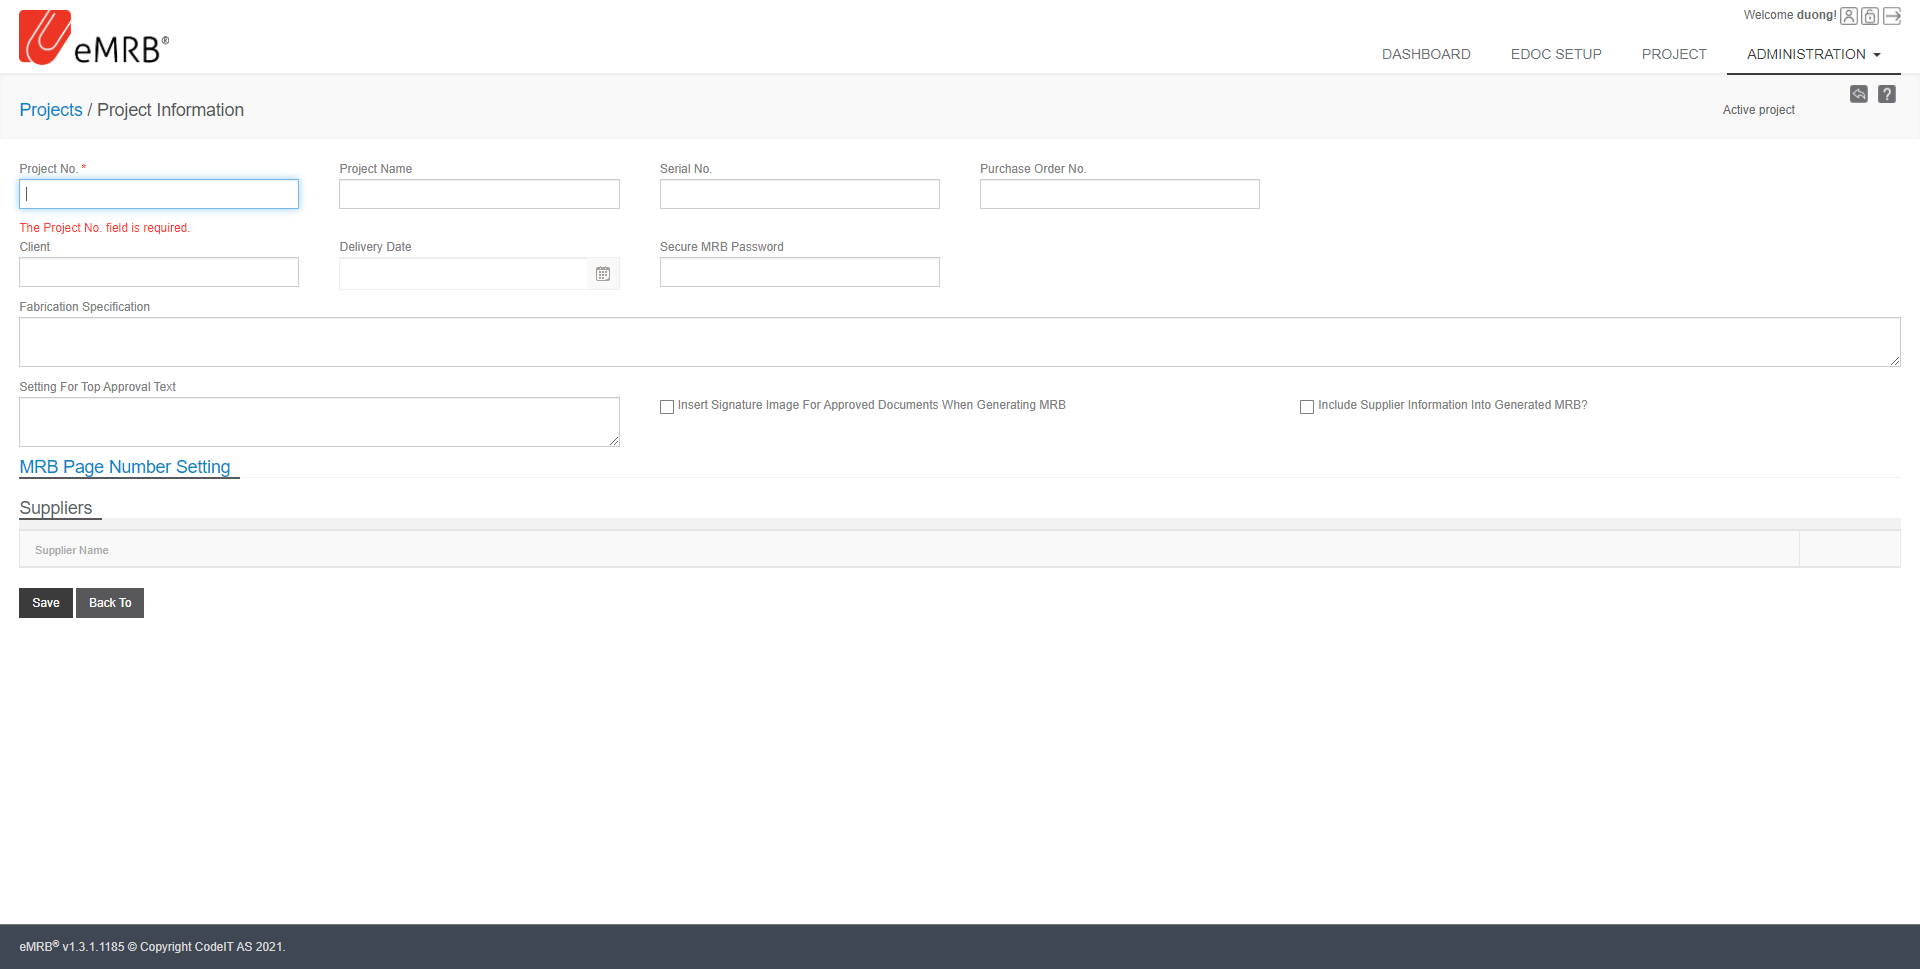 eMRB®
Welcome duong!
DASHBOARD
EDOC SETUP
PROJECT
ADMINISTRATION
Projects / Project Information
Active project
?
Project No. *
Project Name
Serial No.
Purchase Order No.
The Project No. field is required.
Client
Delivery Date
Secure MRB Password
Fabrication Specification
Setting For Top Approval Text
Insert Signature Image For Approved Documents When Generating MRB
Include Supplier Information Into Generated MRB?
MRB Page Number Setting
Suppliers
Supplier Name
Save
Back To
eMRB® v1.3.1.1185 © Copyright CodeIT AS 2021.